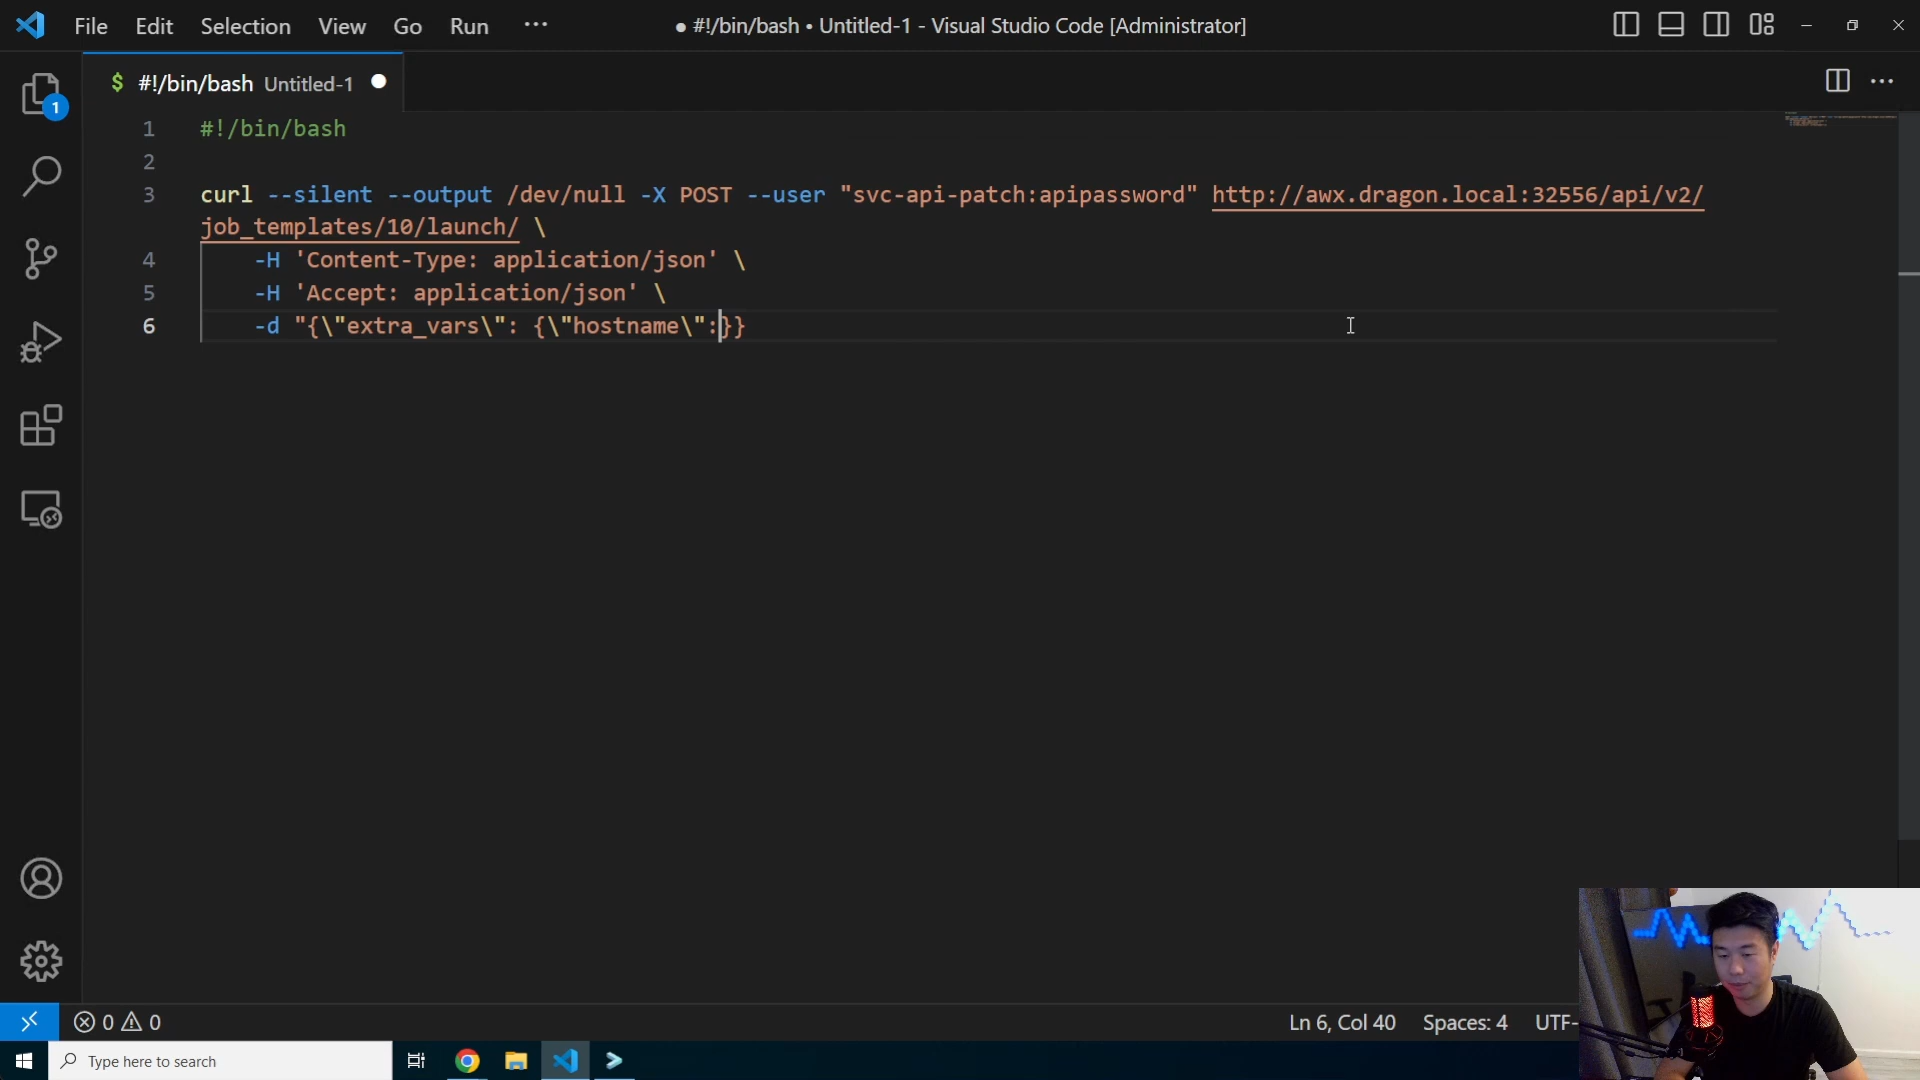 File Edit Selection View Go Run ···
● #!/bin/bash • Untitled-1 - Visual Studio Code [Administrator]
$ #!/bin/bash Untitled-1 ●
1
1 #!/bin/bash
2
3 curl --silent --output /dev/null -X POST --user "svc-api-patch:apipassword" http://awx.dragon.local:32556/api/v2/
job_templates/10/launch/ \
4 -H 'Content-Type: application/json' \
5 -H 'Accept: application/json' \
6 -d "{\"extra_vars\": {\"hostname\":}}
0 0
Ln 6, Col 40 Spaces: 4 UTF-
Type here to search